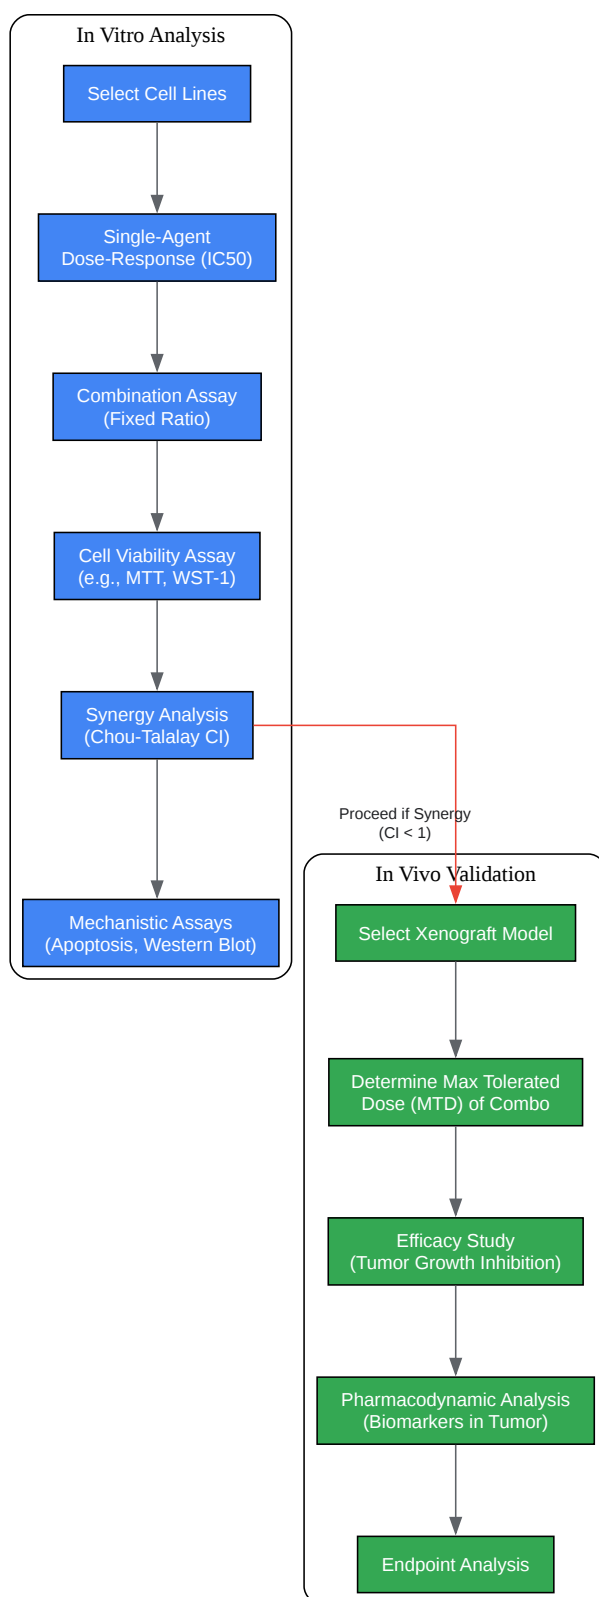 In Vitro Analysis
Select Cell Lines
Single-Agent
Dose-Response (IC50)
Combination Assay
(Fixed Ratio)
Cell Viability Assay
(e.g., MTT, WST-1)
Synergy Analysis
(Chou-Talalay CI)
Mechanistic Assays
(Apoptosis, Western Blot)
Proceed if Synergy
(CI < 1)
In Vivo Validation
Select Xenograft Model
Determine Max Tolerated
Dose (MTD) of Combo
Efficacy Study
(Tumor Growth Inhibition)
Pharmacodynamic Analysis
(Biomarkers in Tumor)
Endpoint Analysis